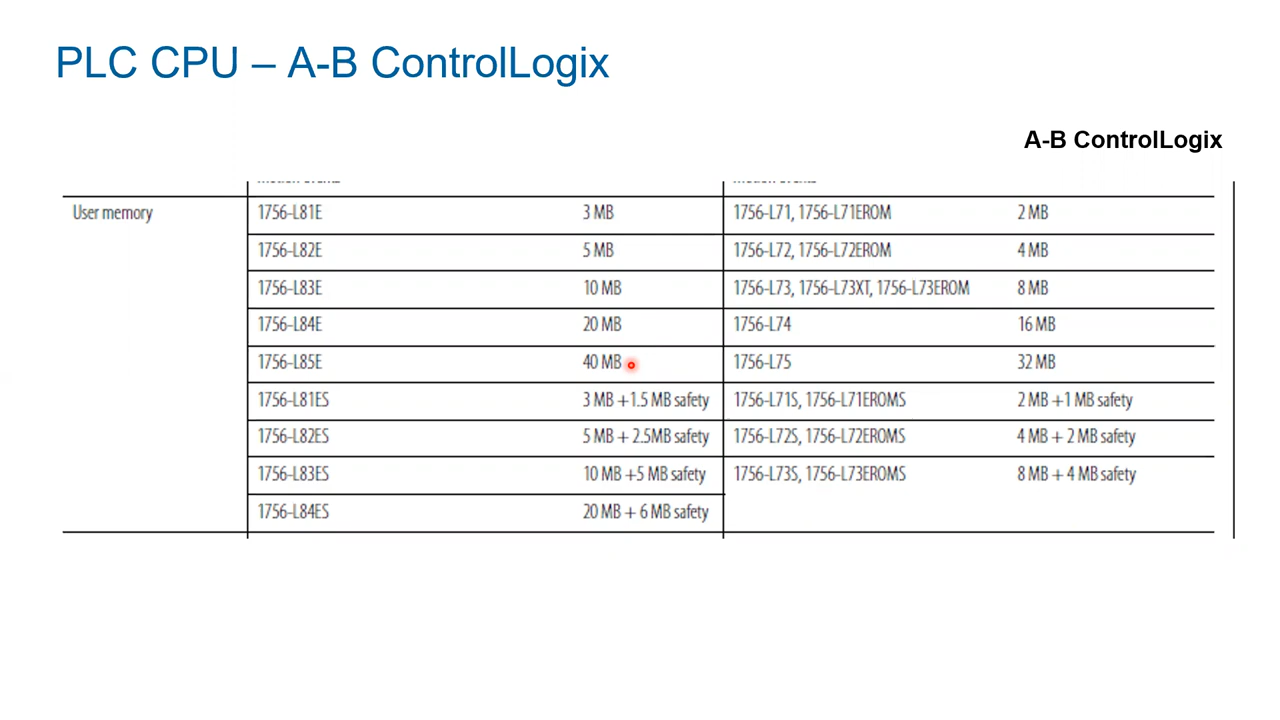 PLC CPU – A-B ControlLogix
A-B ControlLogix
User memory 1756-L81E 3 MB 1756-L71, 1756-L71EROM 2 MB
1756-L82E 5 MB 1756-L72, 1756-L72EROM 4 MB
1756-L83E 10 MB 1756-L73, 1756-L73XT, 1756-L73EROM 8 MB
1756-L84E 20 MB 1756-L74 16 MB
1756-L85E 40 MB 1756-L75 32 MB
1756-L81ES 3 MB +1.5 MB safety 1756-L71S, 1756-L71EROMS 2 MB +1 MB safety
1756-L82ES 5 MB + 2.5MB safety 1756-L72S, 1756-L72EROMS 4 MB + 2 MB safety
1756-L83ES 10 MB +5 MB safety 1756-L73S, 1756-L73EROMS 8 MB + 4 MB safety
1756-L84ES 20 MB + 6 MB safety